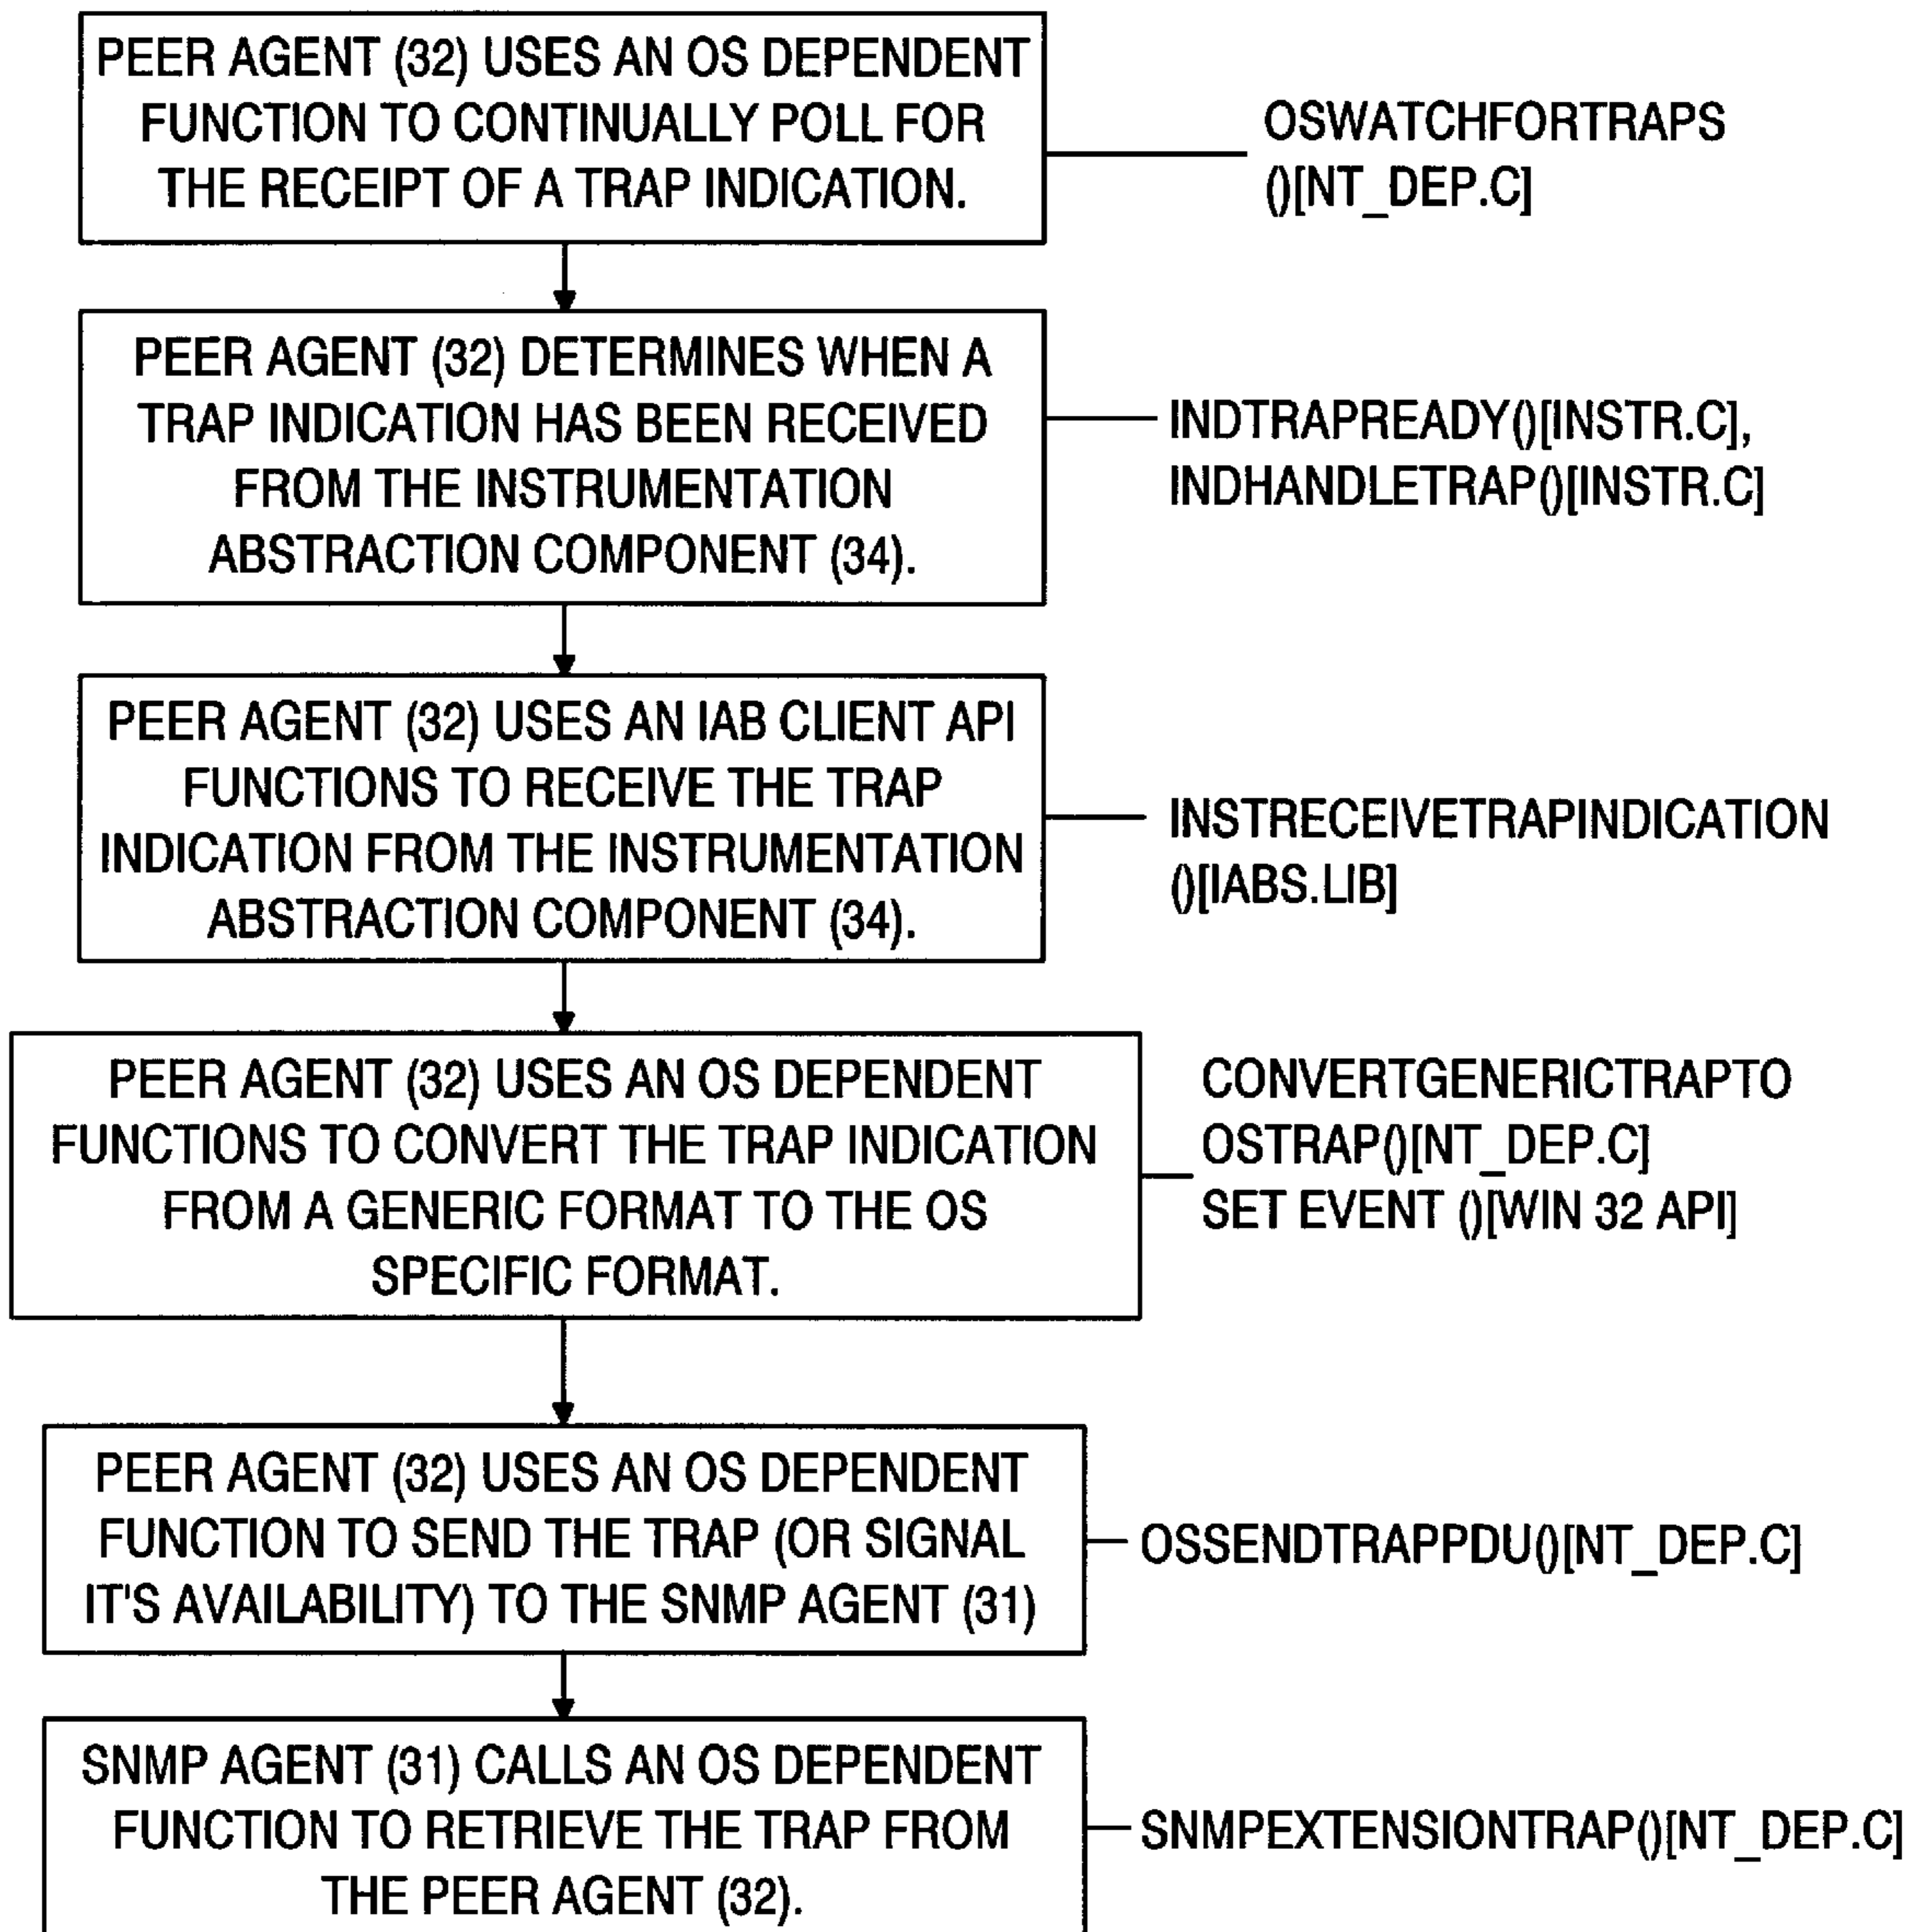 PEER AGENT (32) USES AN OS DEPENDENT
FUNCTION TO CONTINUALLY POLL FOR
THE RECEIPT OF A TRAP INDICATION.
OSWATCHFORTRAPS
()[NT_DEP.C]
PEER AGENT (32) DETERMINES WHEN A
TRAP INDICATION HAS BEEN RECEIVED
FROM THE INSTRUMENTATION
ABSTRACTION COMPONENT (34).
INDTRAPREADY()[INSTR.C],
INDHANDLETRAP()[INSTR.C]
PEER AGENT (32) USES AN IAB CLIENT API
FUNCTIONS TO RECEIVE THE TRAP
INDICATION FROM THE INSTRUMENTATION
ABSTRACTION COMPONENT (34).
INSTRECEIVETRAPINDICATION
()[IABS.LIB]
PEER AGENT (32) USES AN OS DEPENDENT
FUNCTIONS TO CONVERT THE TRAP INDICATION
FROM A GENERIC FORMAT TO THE OS
SPECIFIC FORMAT.
CONVERTGENERICTRAPTO
OSTRAP()[NT_DEP.C]
SET EVENT ()[WIN 32 API]
PEER AGENT (32) USES AN OS DEPENDENT
FUNCTION TO SEND THE TRAP (OR SIGNAL
IT'S AVAILABILITY) TO THE SNMP AGENT (31)
OSSENDTRAPPDU()[NT_DEP.C]
SNMP AGENT (31) CALLS AN OS DEPENDENT
FUNCTION TO RETRIEVE THE TRAP FROM
THE PEER AGENT (32).
SNMPEXTENSIONTRAP()[NT_DEP.C]